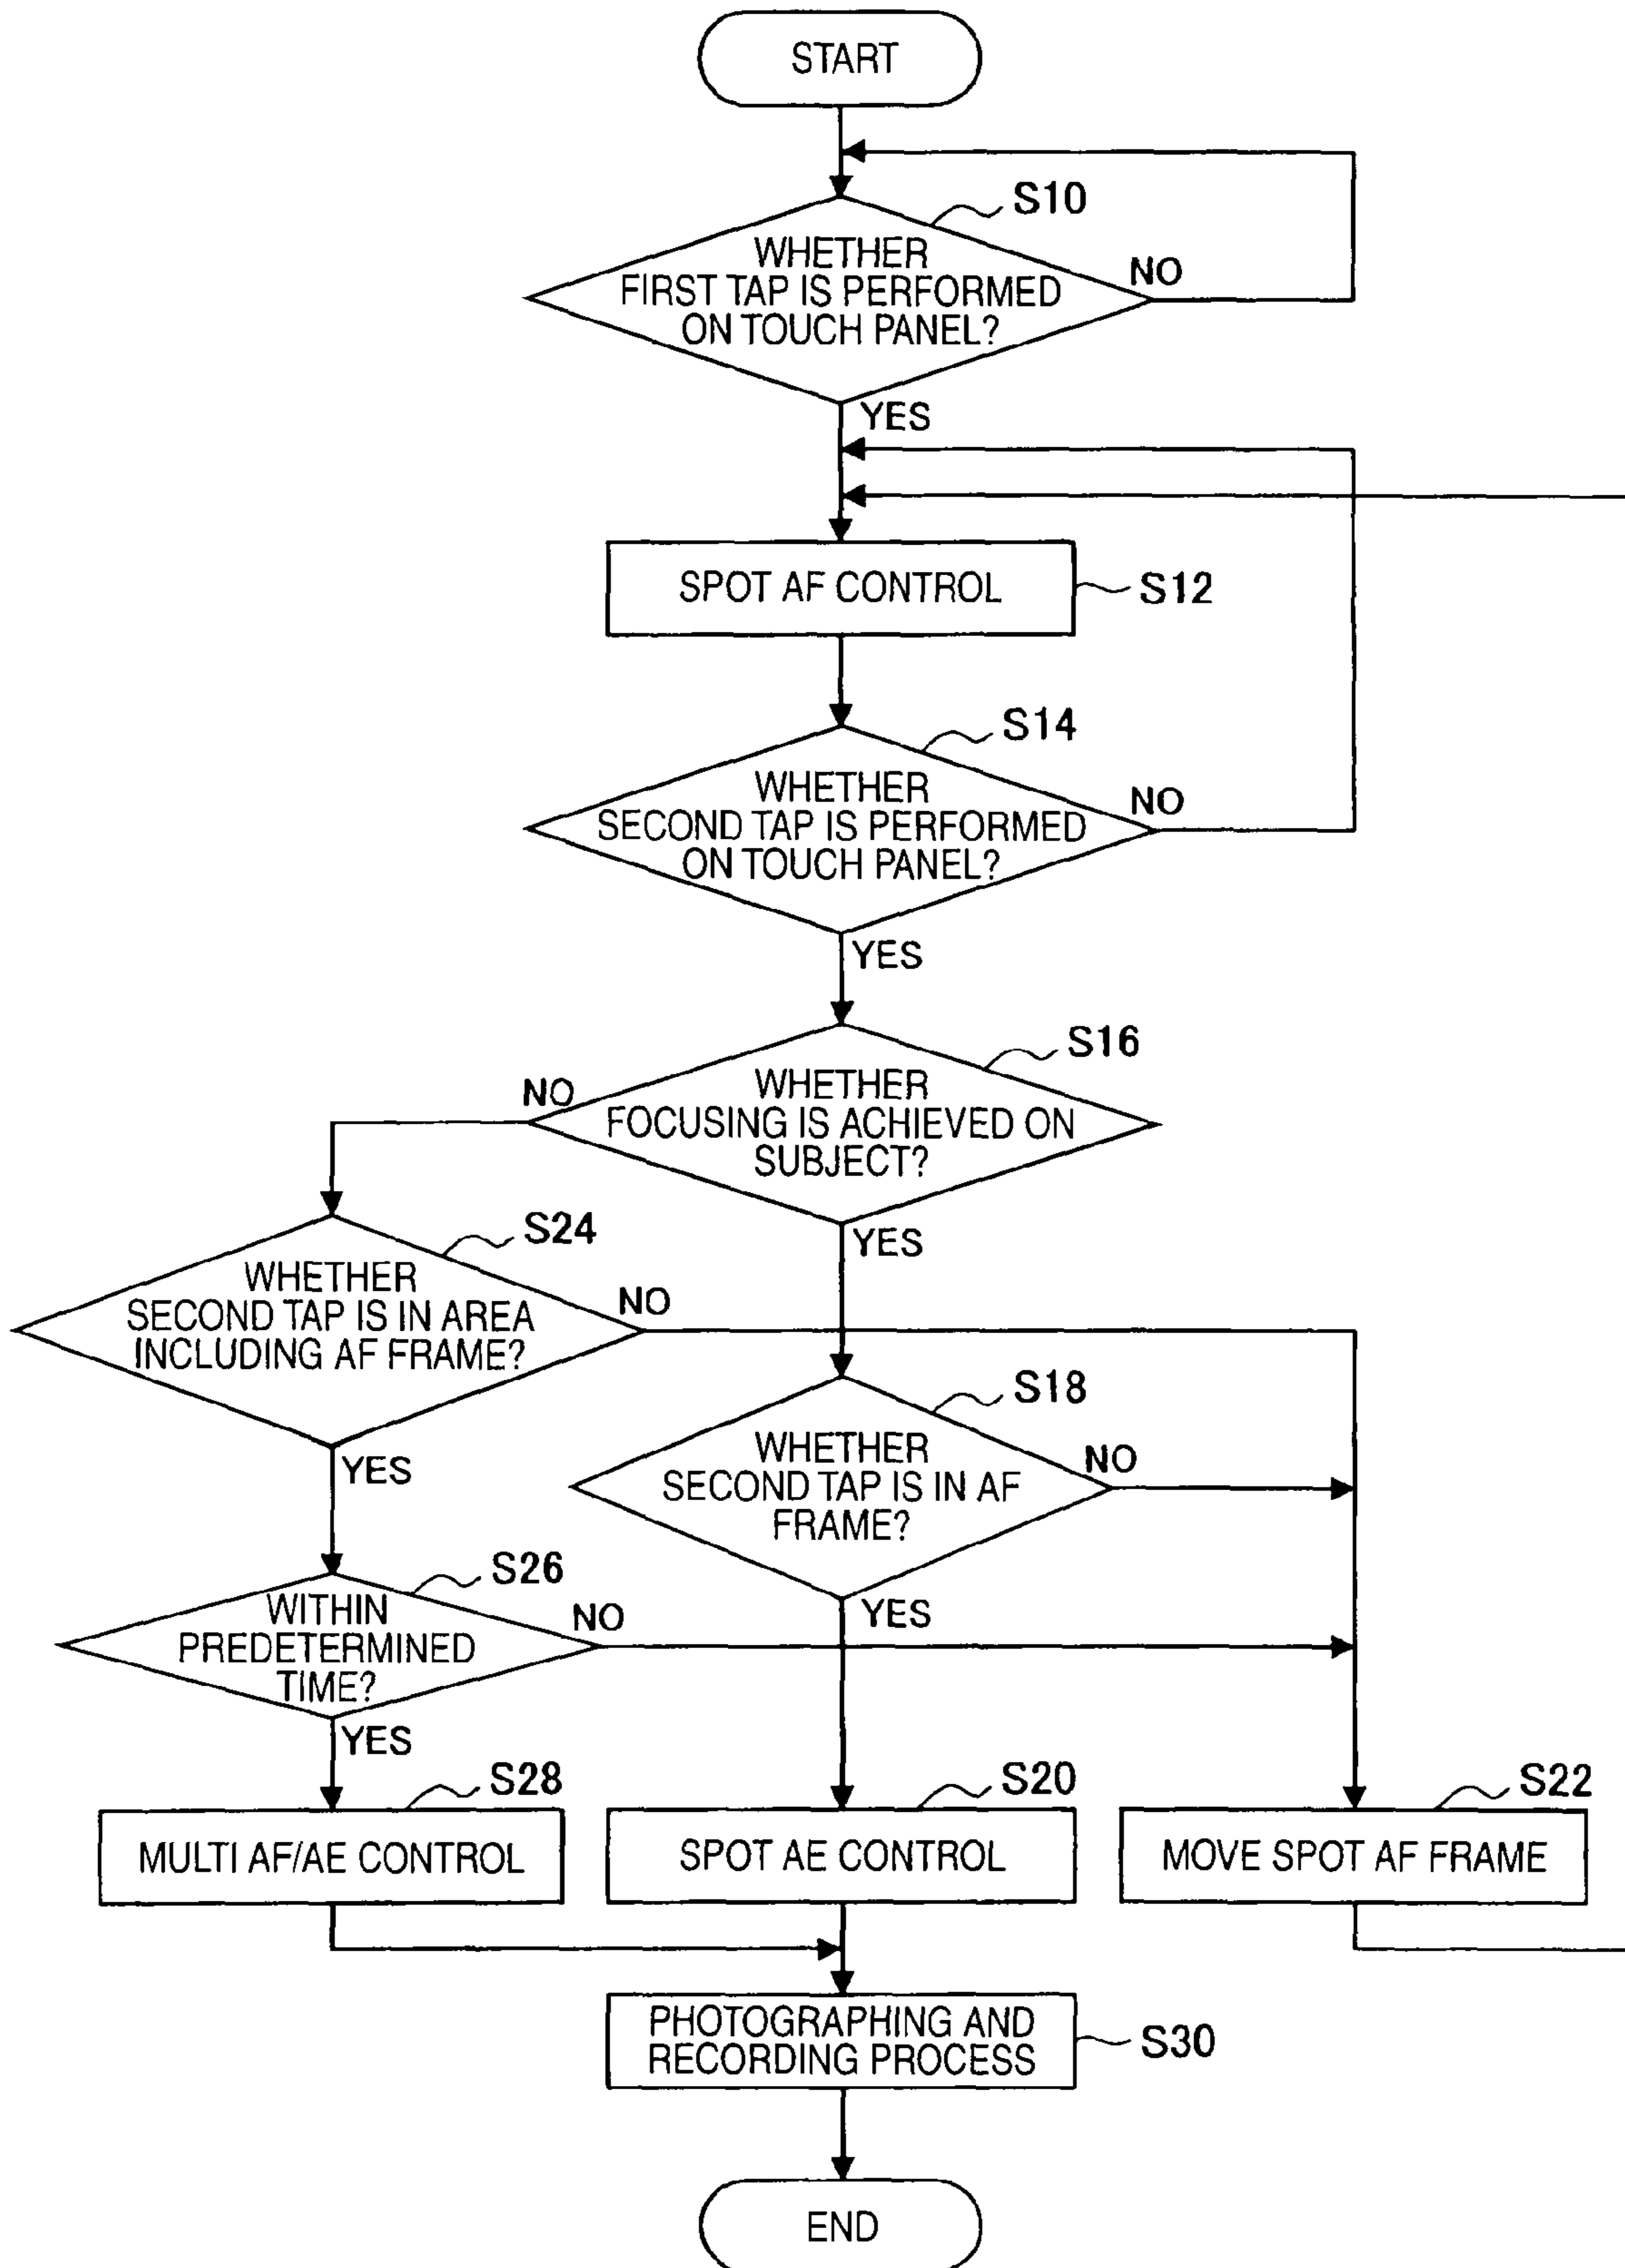 START
S10
WHETHER
FIRST TAP IS PERFORMED
ON TOUCH PANEL?
NO
YES
SPOT AF CONTROL
S12
S14
WHETHER
SECOND TAP IS PERFORMED
ON TOUCH PANEL?
NO
YES
S16
WHETHER
FOCUSING IS ACHIEVED ON
SUBJECT?
NO
YES
S24
WHETHER
SECOND TAP IS IN AREA
INCLUDING AF FRAME?
NO
YES
S18
WHETHER
SECOND TAP IS IN AF
FRAME?
NO
YES
S26
WITHIN
PREDETERMINED
TIME?
NO
YES
S28
MULTI AF/AE CONTROL
S20
SPOT AE CONTROL
S22
MOVE SPOT AF FRAME
PHOTOGRAPHING AND
RECORDING PROCESS
S30
END